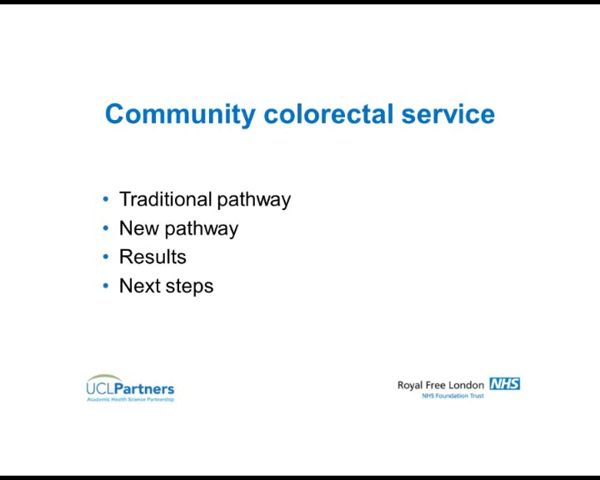 Community colorectal service
• Traditional pathway
• New pathway
• Results
• Next steps
UCLPartners
Academic Health Science Partnership
Royal Free London NHS
NHS Foundation Trust